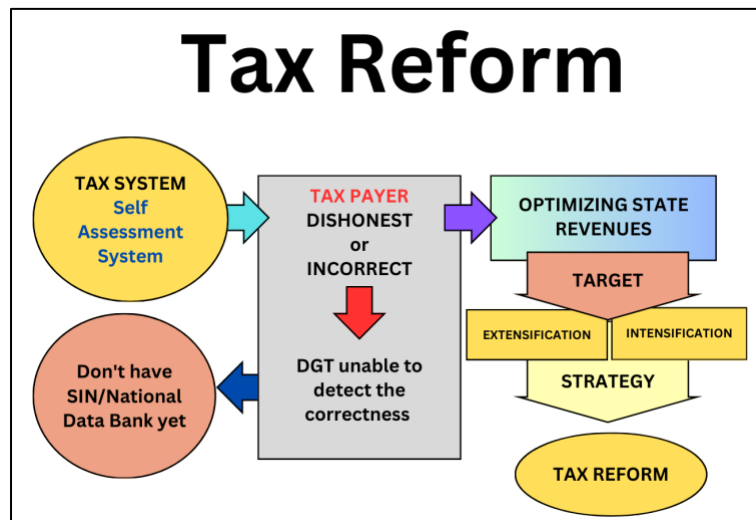 Tax Reform
TAX SYSTEM
Self
Assessment
System
TAX PAYER
DISHONEST
or
INCORRECT
DGT unable to
detect the
correctness
Don't have
SIN/National
Data Bank yet
OPTIMIZING STATE
REVENUES
TARGET
EXTENSIFICATION
INTENSIFICATION
STRATEGY
TAX REFORM